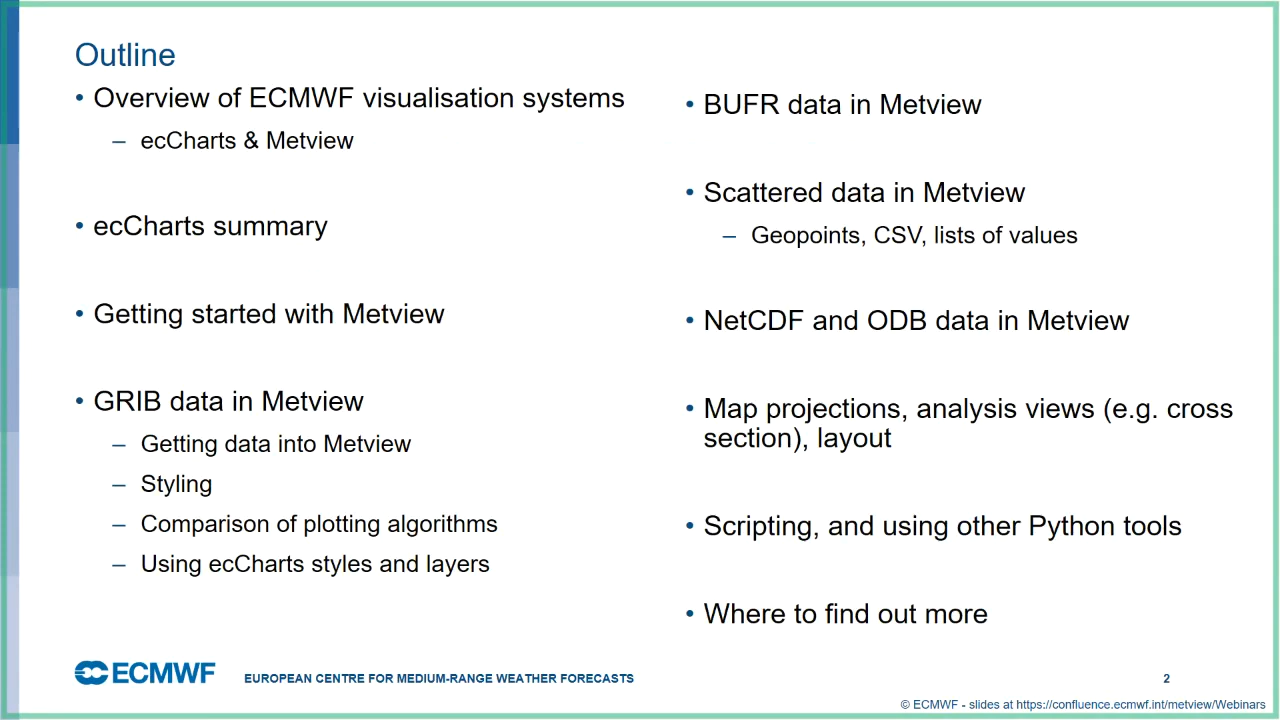 Outline
• Overview of ECMWF visualisation systems
– ecCharts & Metview
• ecCharts summary
• Getting started with Metview
• GRIB data in Metview
– Getting data into Metview
– Styling
– Comparison of plotting algorithms
– Using ecCharts styles and layers
• BUFR data in Metview
• Scattered data in Metview
– Geopoints, CSV, lists of values
• NetCDF and ODB data in Metview
• Map projections, analysis views (e.g. cross
section), layout
• Scripting, and using other Python tools
• Where to find out more
ECMWF
EUROPEAN CENTRE FOR MEDIUM-RANGE WEATHER FORECASTS
2
© ECMWF - slides at https://confluence.ecmwf.int/metview/Webinars